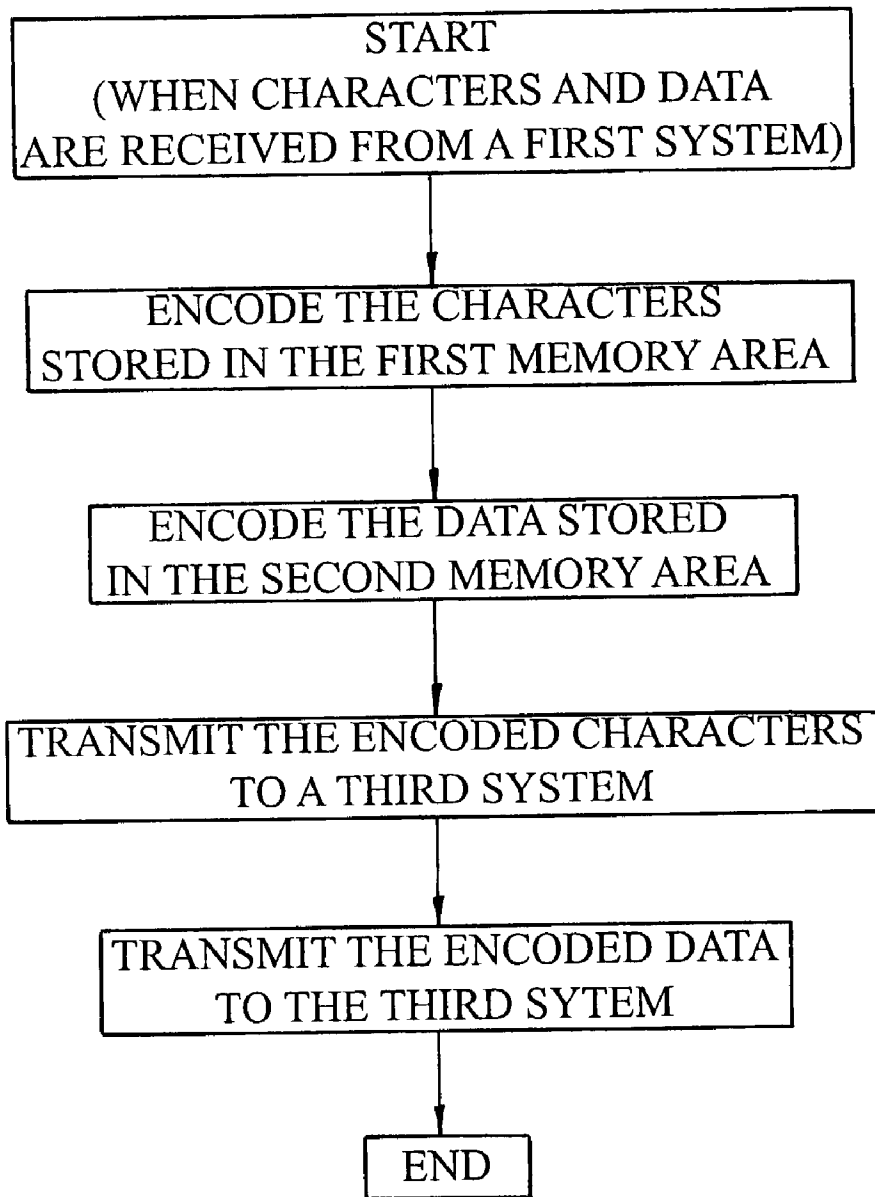 START
(WHEN CHARACTERS AND DATA
ARE RECEIVED FROM A FIRST SYSTEM)
ENCODE THE CHARACTERS
STORED IN THE FIRST MEMORY AREA
ENCODE THE DATA STORED
IN THE SECOND MEMORY AREA
TRANSMIT THE ENCODED CHARACTERS
TO A THIRD SYSTEM
TRANSMIT THE ENCODED DATA
TO THE THIRD SYTEM
END